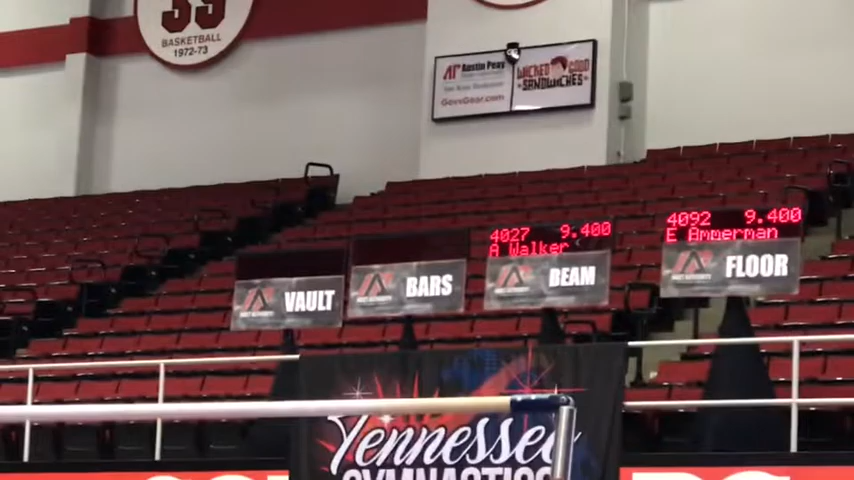 BASKETBALL
1972-73
Austin Peay
WICKED GOOD
SANDWICHES
GovsGear.com
4027 9.400
A Walker
4092 9.400
E Ammerman
VAULT
BARS
BEAM
FLOOR
Tennessee
GYMNASTICS